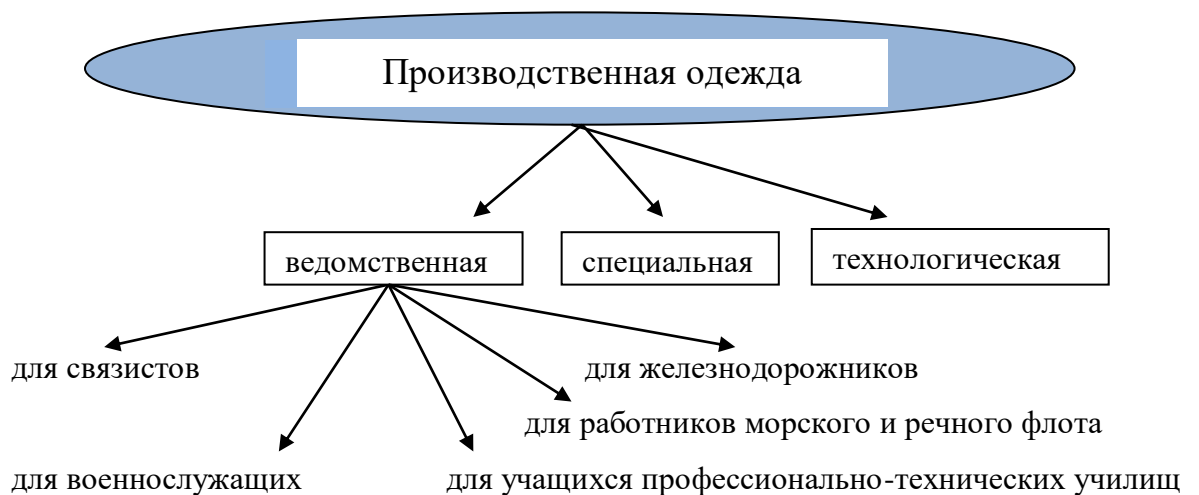 Производственная одежда
ведомственная
специальная
технологическая
для связистов
для железнодорожников
для работников морского и речного флота
для военнослужащих
для учащихся профессионально-технических училищ